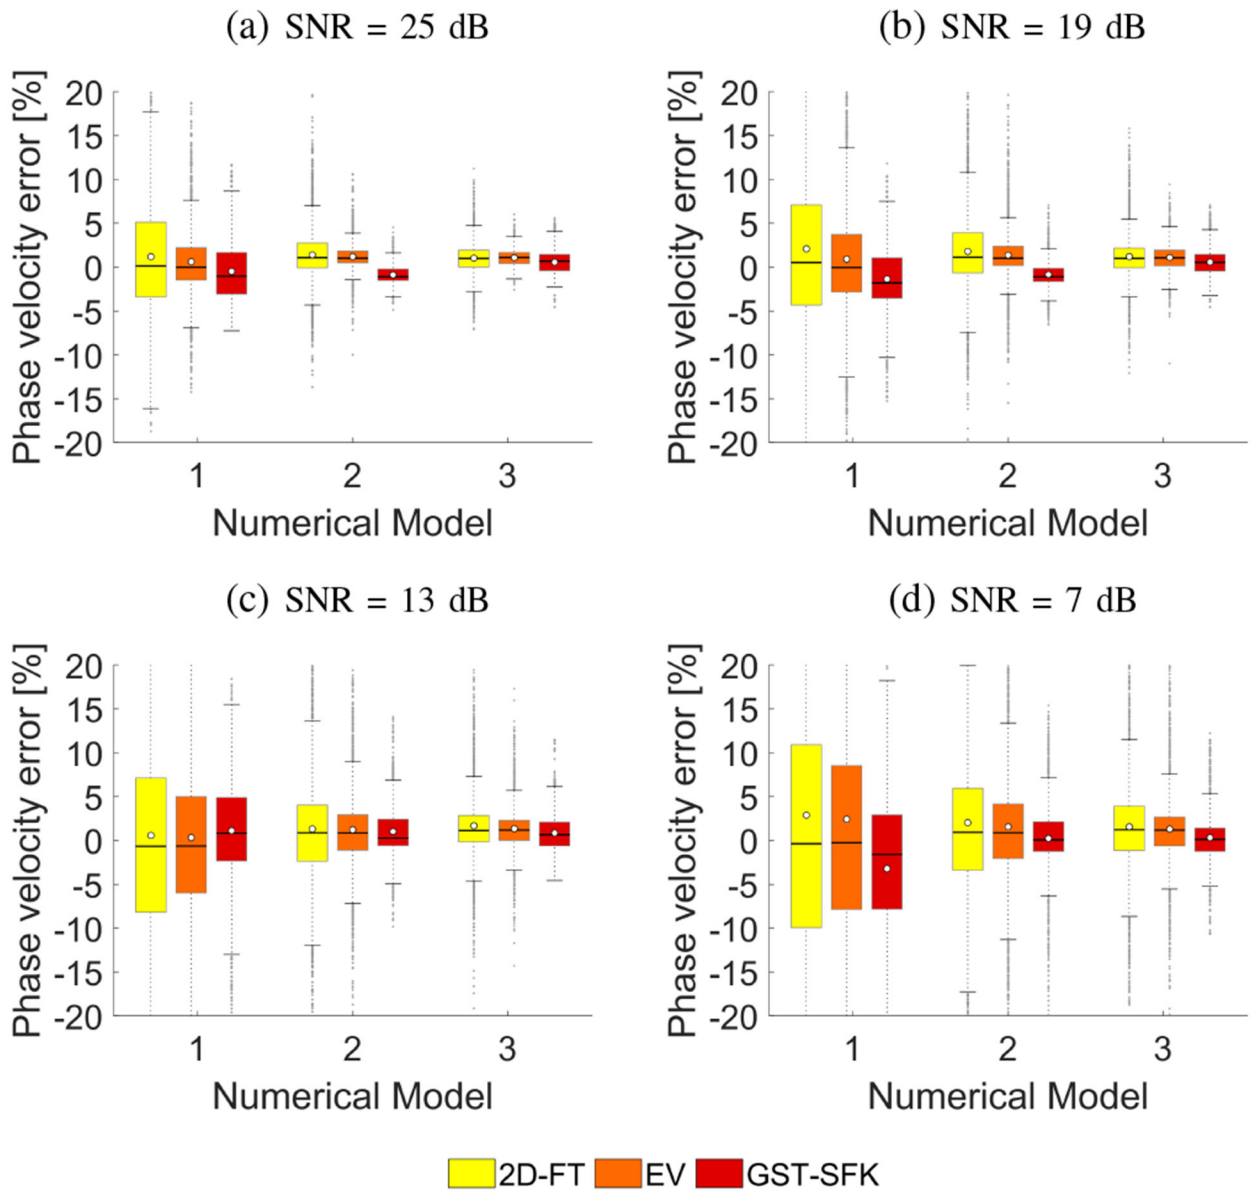 (a) SNR = 25 dB
(b) SNR = 19 dB
Phase velocity error [%]
20
15
10
5
0
-5
-10
-15
-20
1 2 3
Numerical Model
Phase velocity error [%]
20
15
10
5
0
-5
-10
-15
-20
1 2 3
Numerical Model
(c) SNR = 13 dB
(d) SNR = 7 dB
Phase velocity error [%]
20
15
10
5
0
-5
-10
-15
-20
1 2 3
Numerical Model
Phase velocity error [%]
20
15
10
5
0
-5
-10
-15
-20
1 2 3
Numerical Model
2D-FT EV GST-SFK